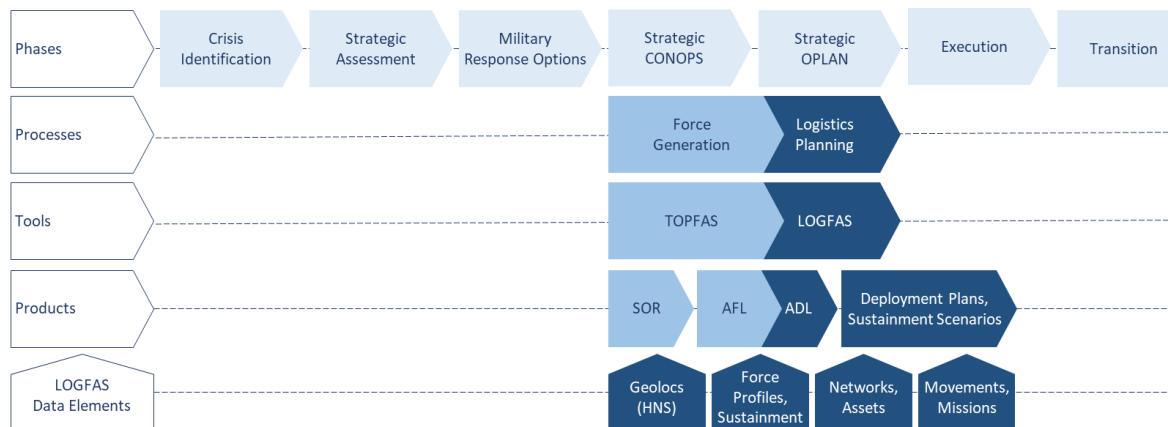 Phases
Crisis
Identification
Strategic
Assessment
Military
Response Options
Strategic
CONOPS
Strategic
OPLAN
Execution
Transition
Processes
Force
Generation
Logistics
Planning
Tools
TOPFAS
LOGFAS
Products
SOR
AFL
ADL
Deployment Plans,
Sustainment Scenarios
LOGFAS
Data Elements
Geolocs
(HNS)
Force
Profiles,
Sustainment
Networks,
Assets
Movements,
Missions